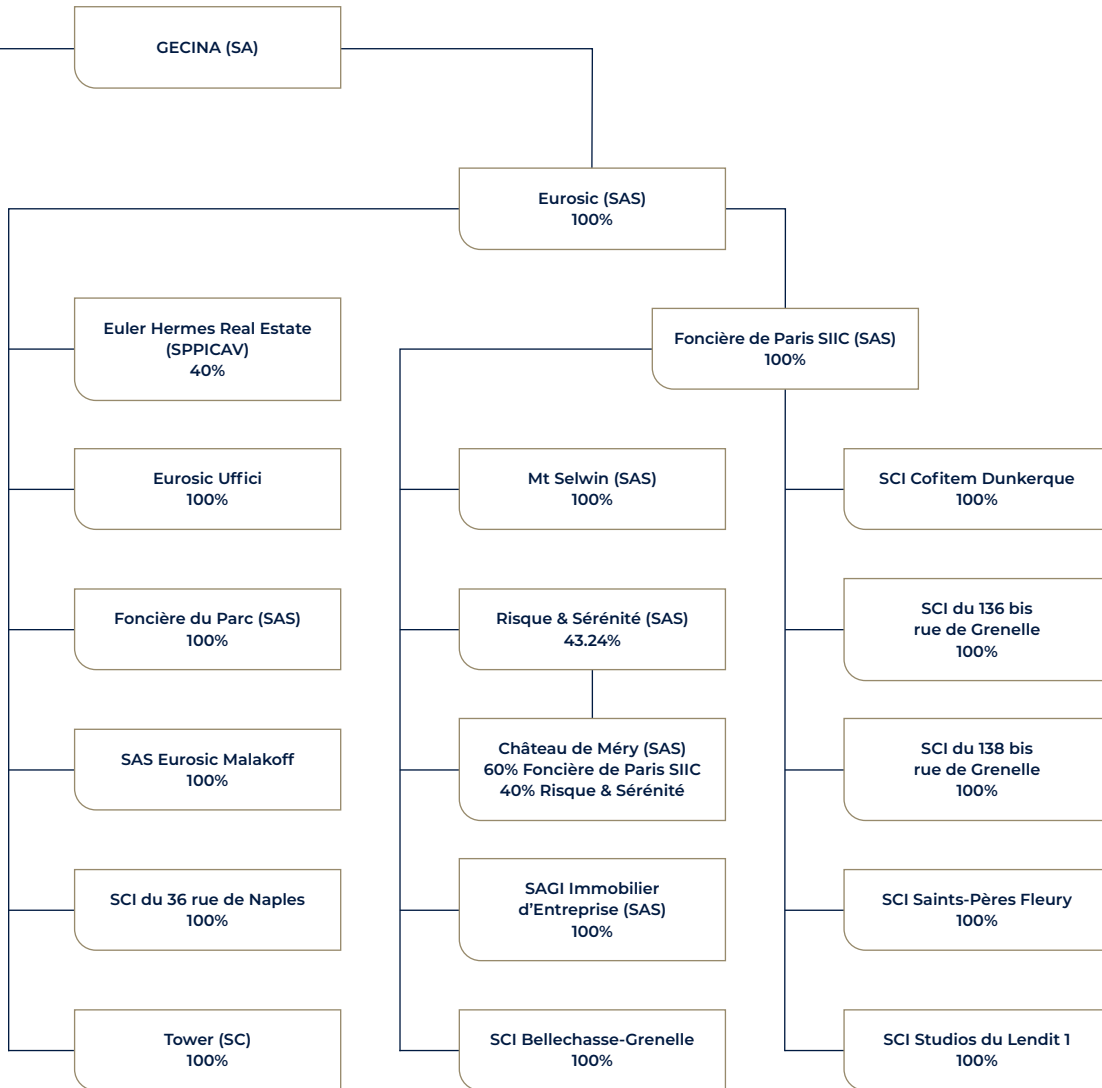 GECINA (SA)
Eurosic (SAS)
100%
Euler Hermes Real Estate
(SPPICAV)
40%
Foncière de Paris SIIC (SAS)
100%
Eurosic Uffici
100%
Mt Selwin (SAS)
100%
SCI Cofitem Dunkerque
100%
Foncière du Parc (SAS)
100%
Risque & Sérénité (SAS)
43.24%
SCI du 136 bis
rue de Grenelle
100%
SAS Eurosic Malakoff
100%
Château de Méry (SAS)
60% Foncière de Paris SIIC
40% Risque & Sérénité
SCI du 138 bis
rue de Grenelle
100%
SCI du 36 rue de Naples
100%
SAGI Immobilier
d’Entreprise (SAS)
100%
SCI Saints-Pères Fleury
100%
Tower (SC)
100%
SCI Bellechasse-Grenelle
100%
SCI Studios du Lendit 1
100%